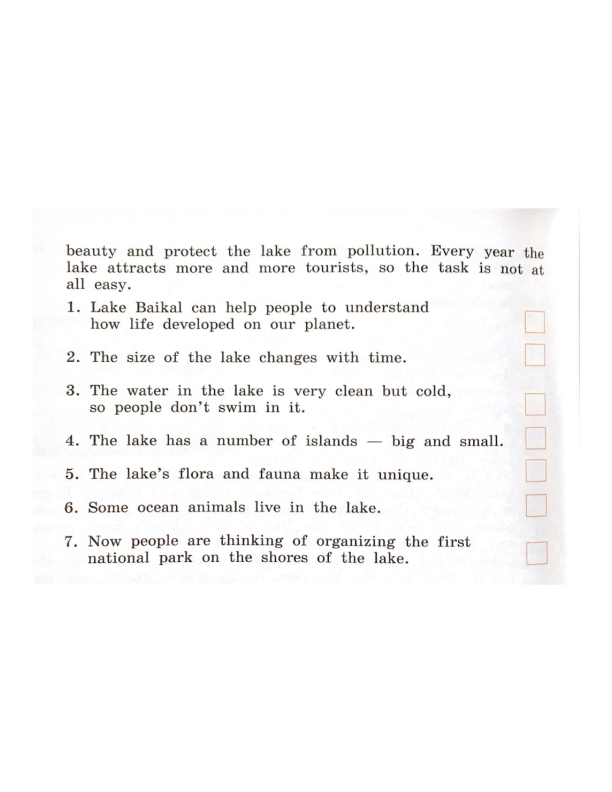 beauty and protect the lake from pollution. Every year the
lake attracts more and more tourists, so the task is not at
all easy.
1. Lake Baikal can help people to understand
how life developed on our planet.
2. The size of the lake changes with time.
3. The water in the lake is very clean but cold,
so people don't swim in it.
4. The lake has a number of islands — big and small.
5. The lake's flora and fauna make it unique.
6. Some ocean animals live in the lake.
7. Now people are thinking of organizing the first
national park on the shores of the lake.